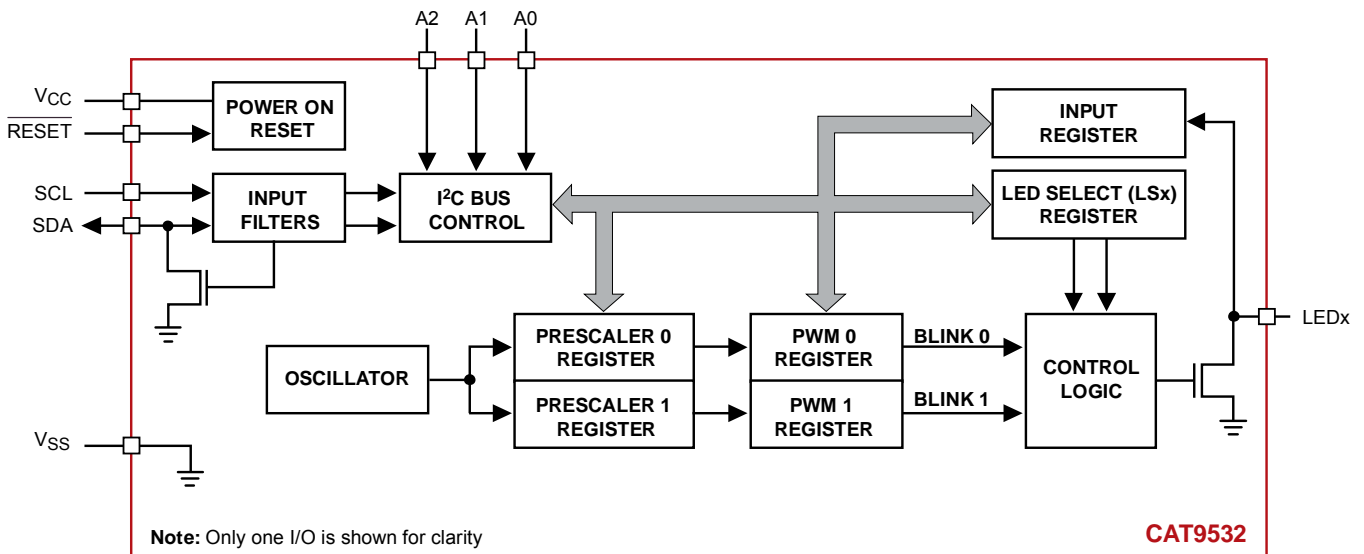 A2 A1 A0
VCC
RESET
POWER ON
RESET
INPUT
REGISTER
SCL
SDA
INPUT
FILTERS
I²C BUS
CONTROL
LED SELECT (LSx)
REGISTER
LEDx
OSCILLATOR
PRESCALER 0
REGISTER
PWM 0
REGISTER
BLINK 0
CONTROL
LOGIC
PRESCALER 1
REGISTER
PWM 1
REGISTER
BLINK 1
VSS
Note: Only one I/O is shown for clarity
CAT9532